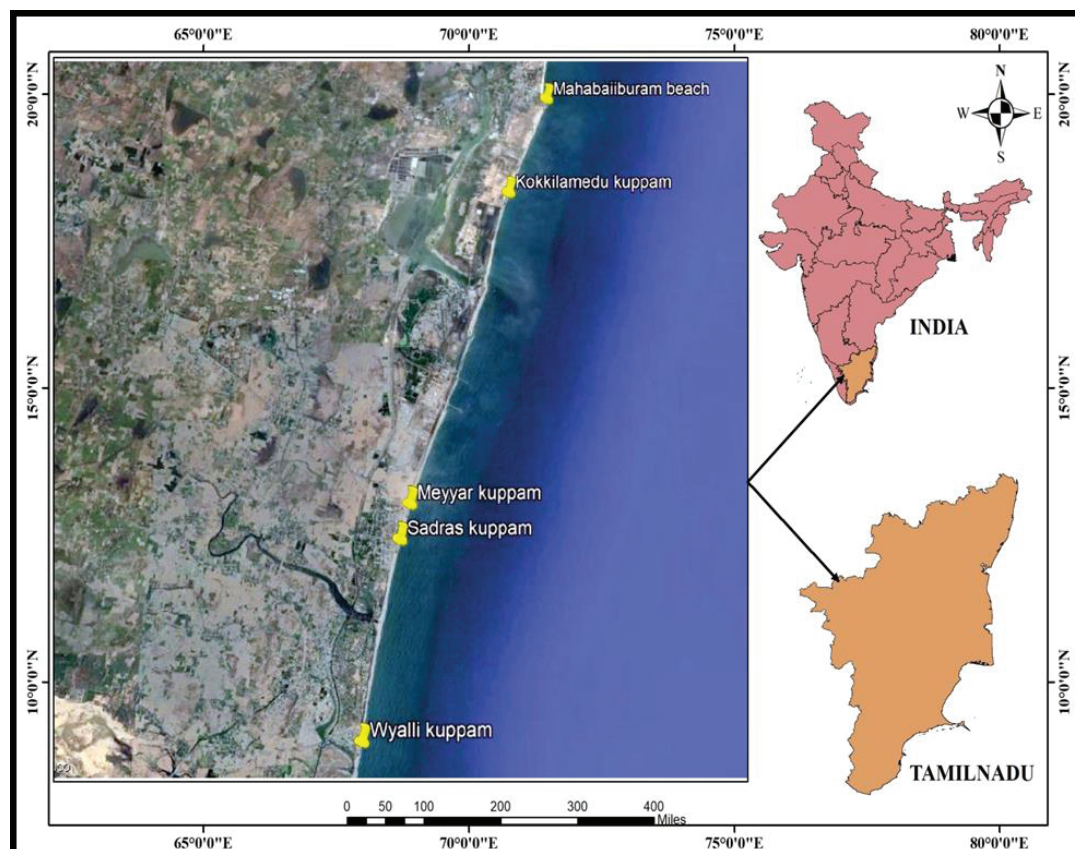 65°0'0"E 70°0'0"E 75°0'0"E 80°0'0"E
20°0'0"N
15°0'0"N
10°0'0"N
Mahabaiiburam beach
Kokkilamedu kuppam
Meyyar kuppam
Sadras kuppam
Wyalli kuppam
N
W E
S
INDIA
TAMILNADU
0 50 100 200 300 400
Miles
20°0'0"N
15°0'0"N
10°0'0"N
65°0'0"E 70°0'0"E 75°0'0"E 80°0'0"E